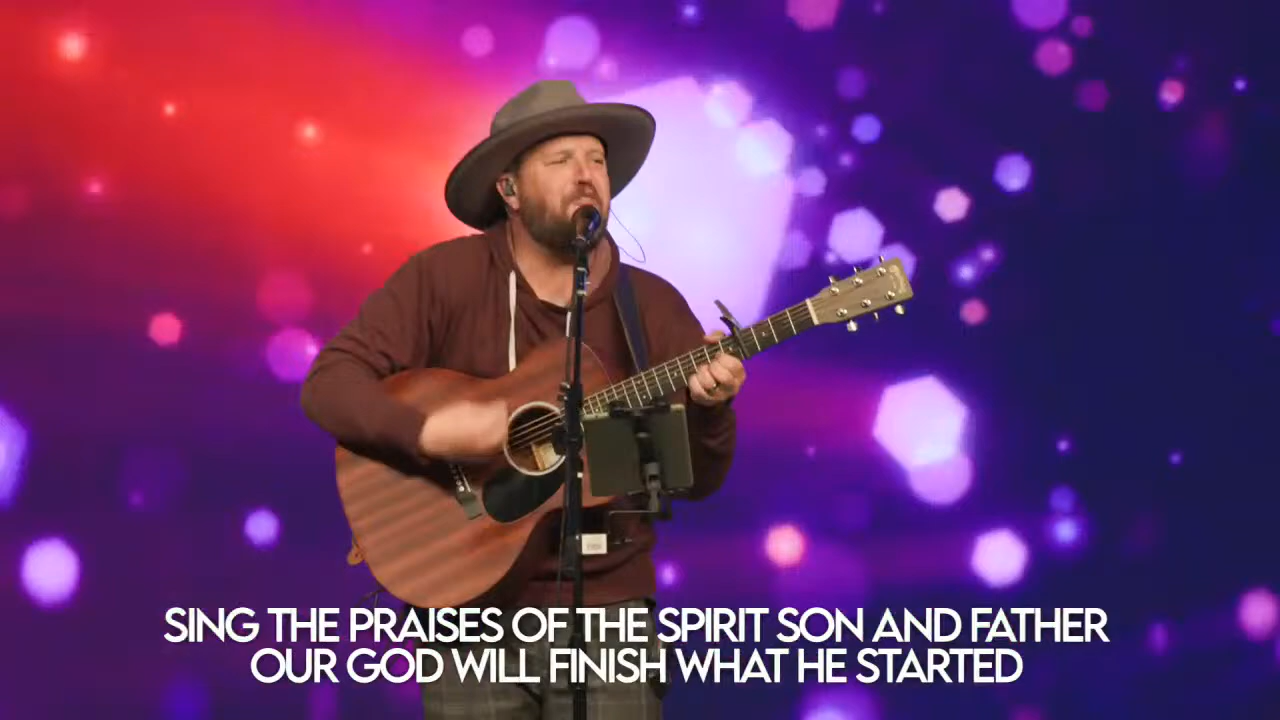 SING THE PRAISES OF THE SPIRIT SON AND FATHER
OUR GOD WILL FINISH WHAT HE STARTED